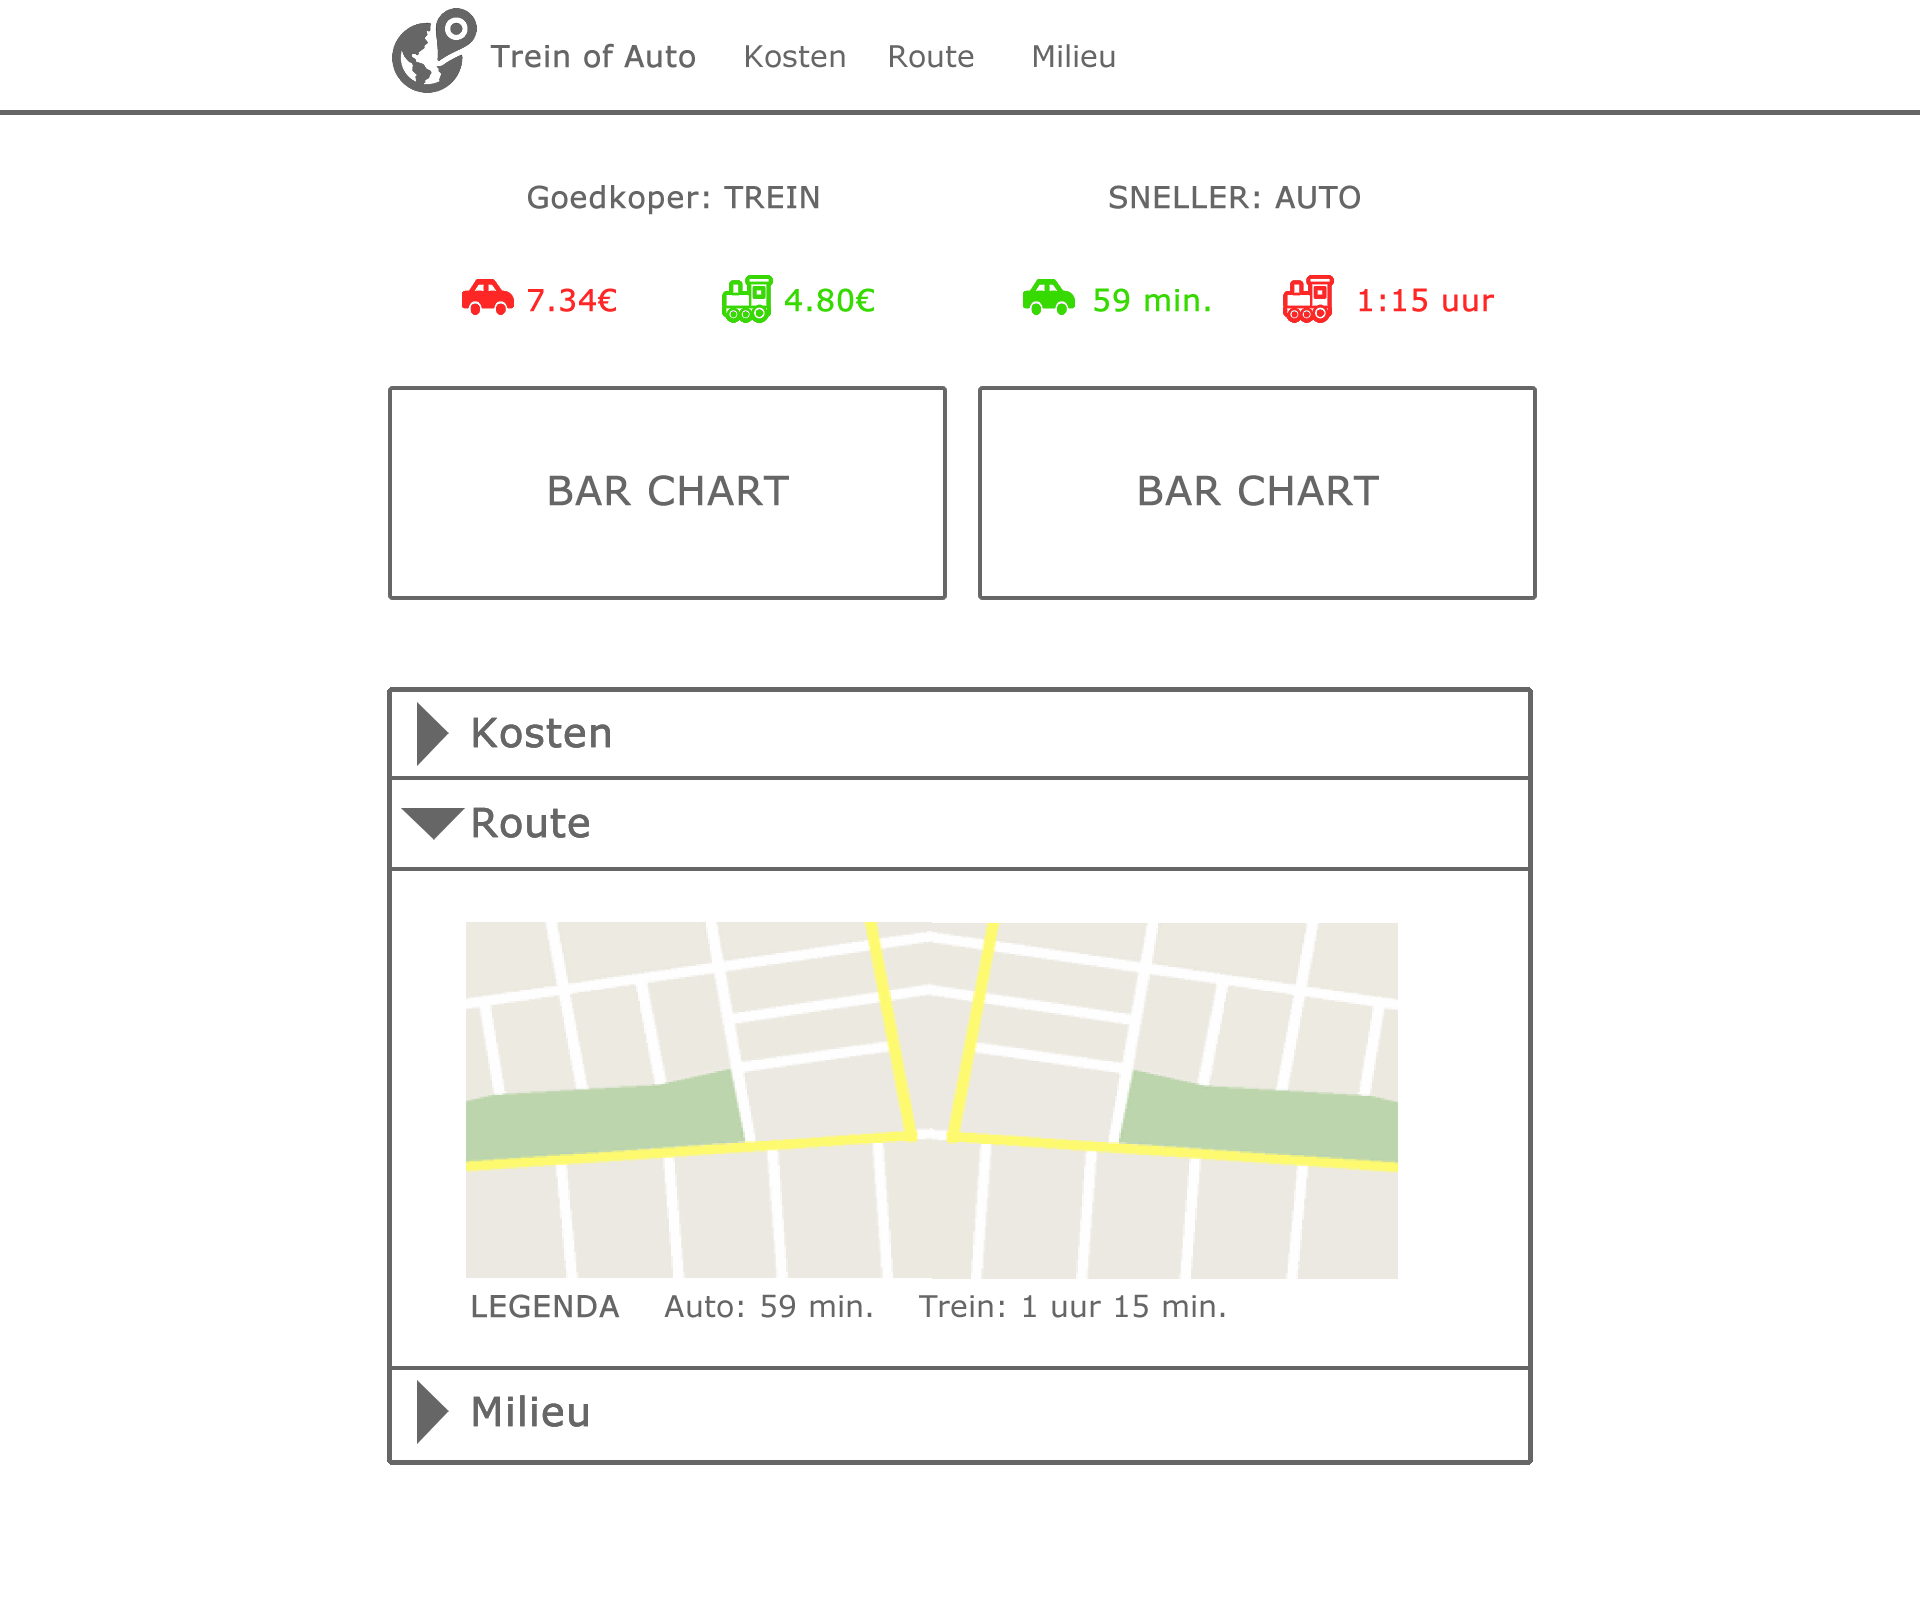 Trein of Auto Kosten Route Milieu
Goedkoper: TREIN
SNELLER: AUTO
7.34€ 4.80€ 59 min. 1:15 uur
BAR CHART
BAR CHART
Kosten
Route
LEGENDA Auto: 59 min. Trein: 1 uur 15 min.
Milieu